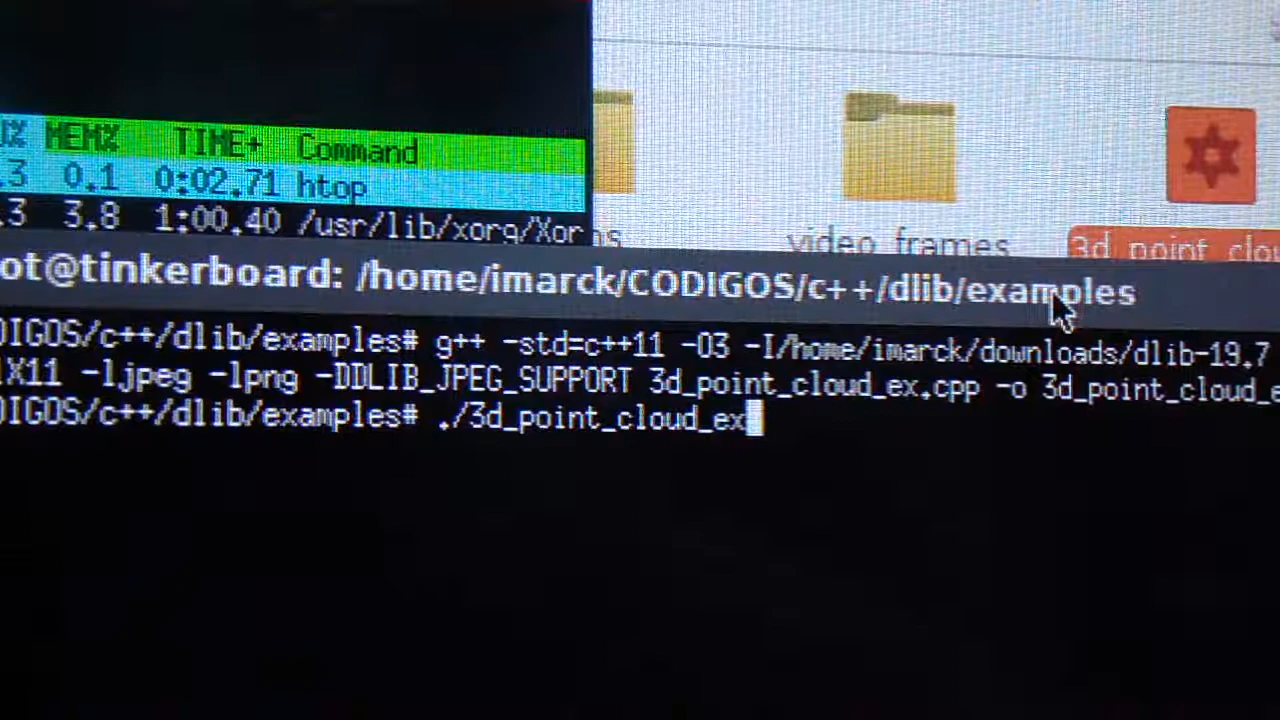 MEM% TIME+ Command
.3 0.1 0:02.71 htop
.3 3.8 1:00.40 /usr/lib/xorg/Xor
video_frames
3d_point_clou
ot@tinkerboard: /home/imarck/CODIGOS/c++/dlib/examples
DIGOS/c++/dlib/examples# g++ -std=c++11 -O3 -I/home/imarck/downloads/dlib-19.7
lX11 -ljpeg -lpng -DDLIB_JPEG_SUPPORT 3d_point_cloud_ex.cpp -o 3d_point_cloud_e
DIGOS/c++/dlib/examples# ./3d_point_cloud_ex